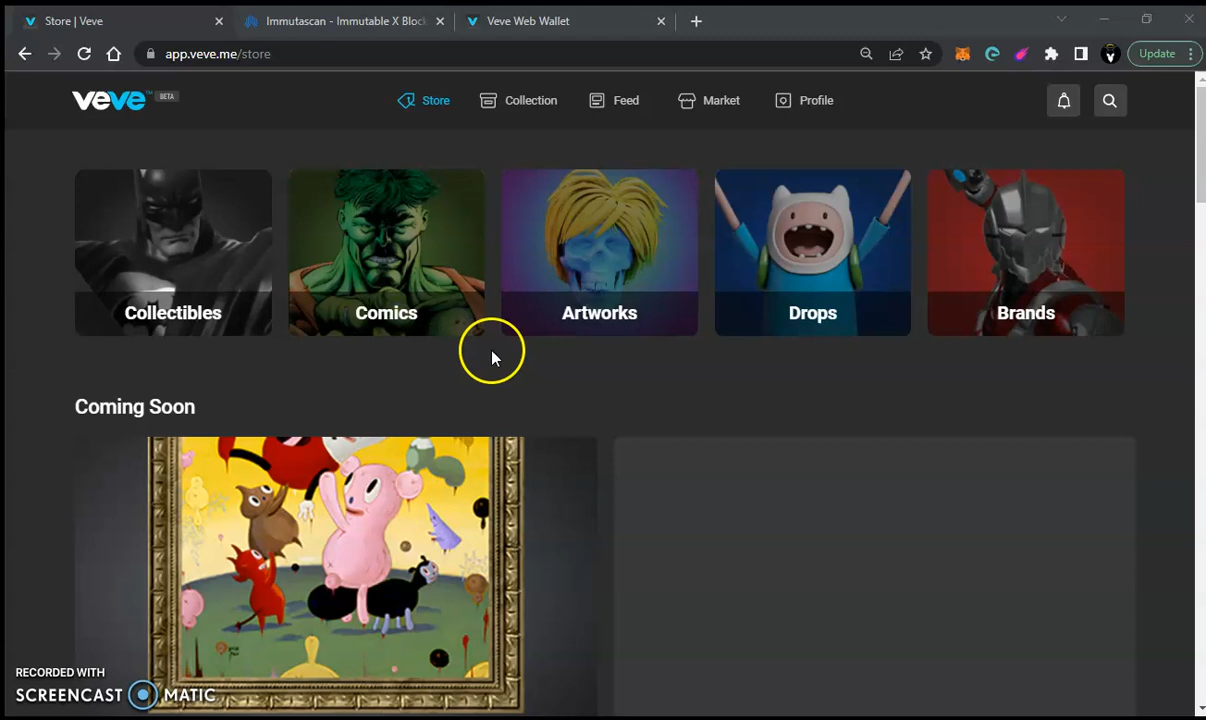 Store | Veve
Immutascan - Immutable X Block
Veve Web Wallet
app.veve.me/store
Update
VEVE™ BETA
Store
Collection
Feed
Market
Profile
Collectibles
Comics
Artworks
Drops
Brands
Coming Soon
RECORDED WITH
SCREENCAST MATIC